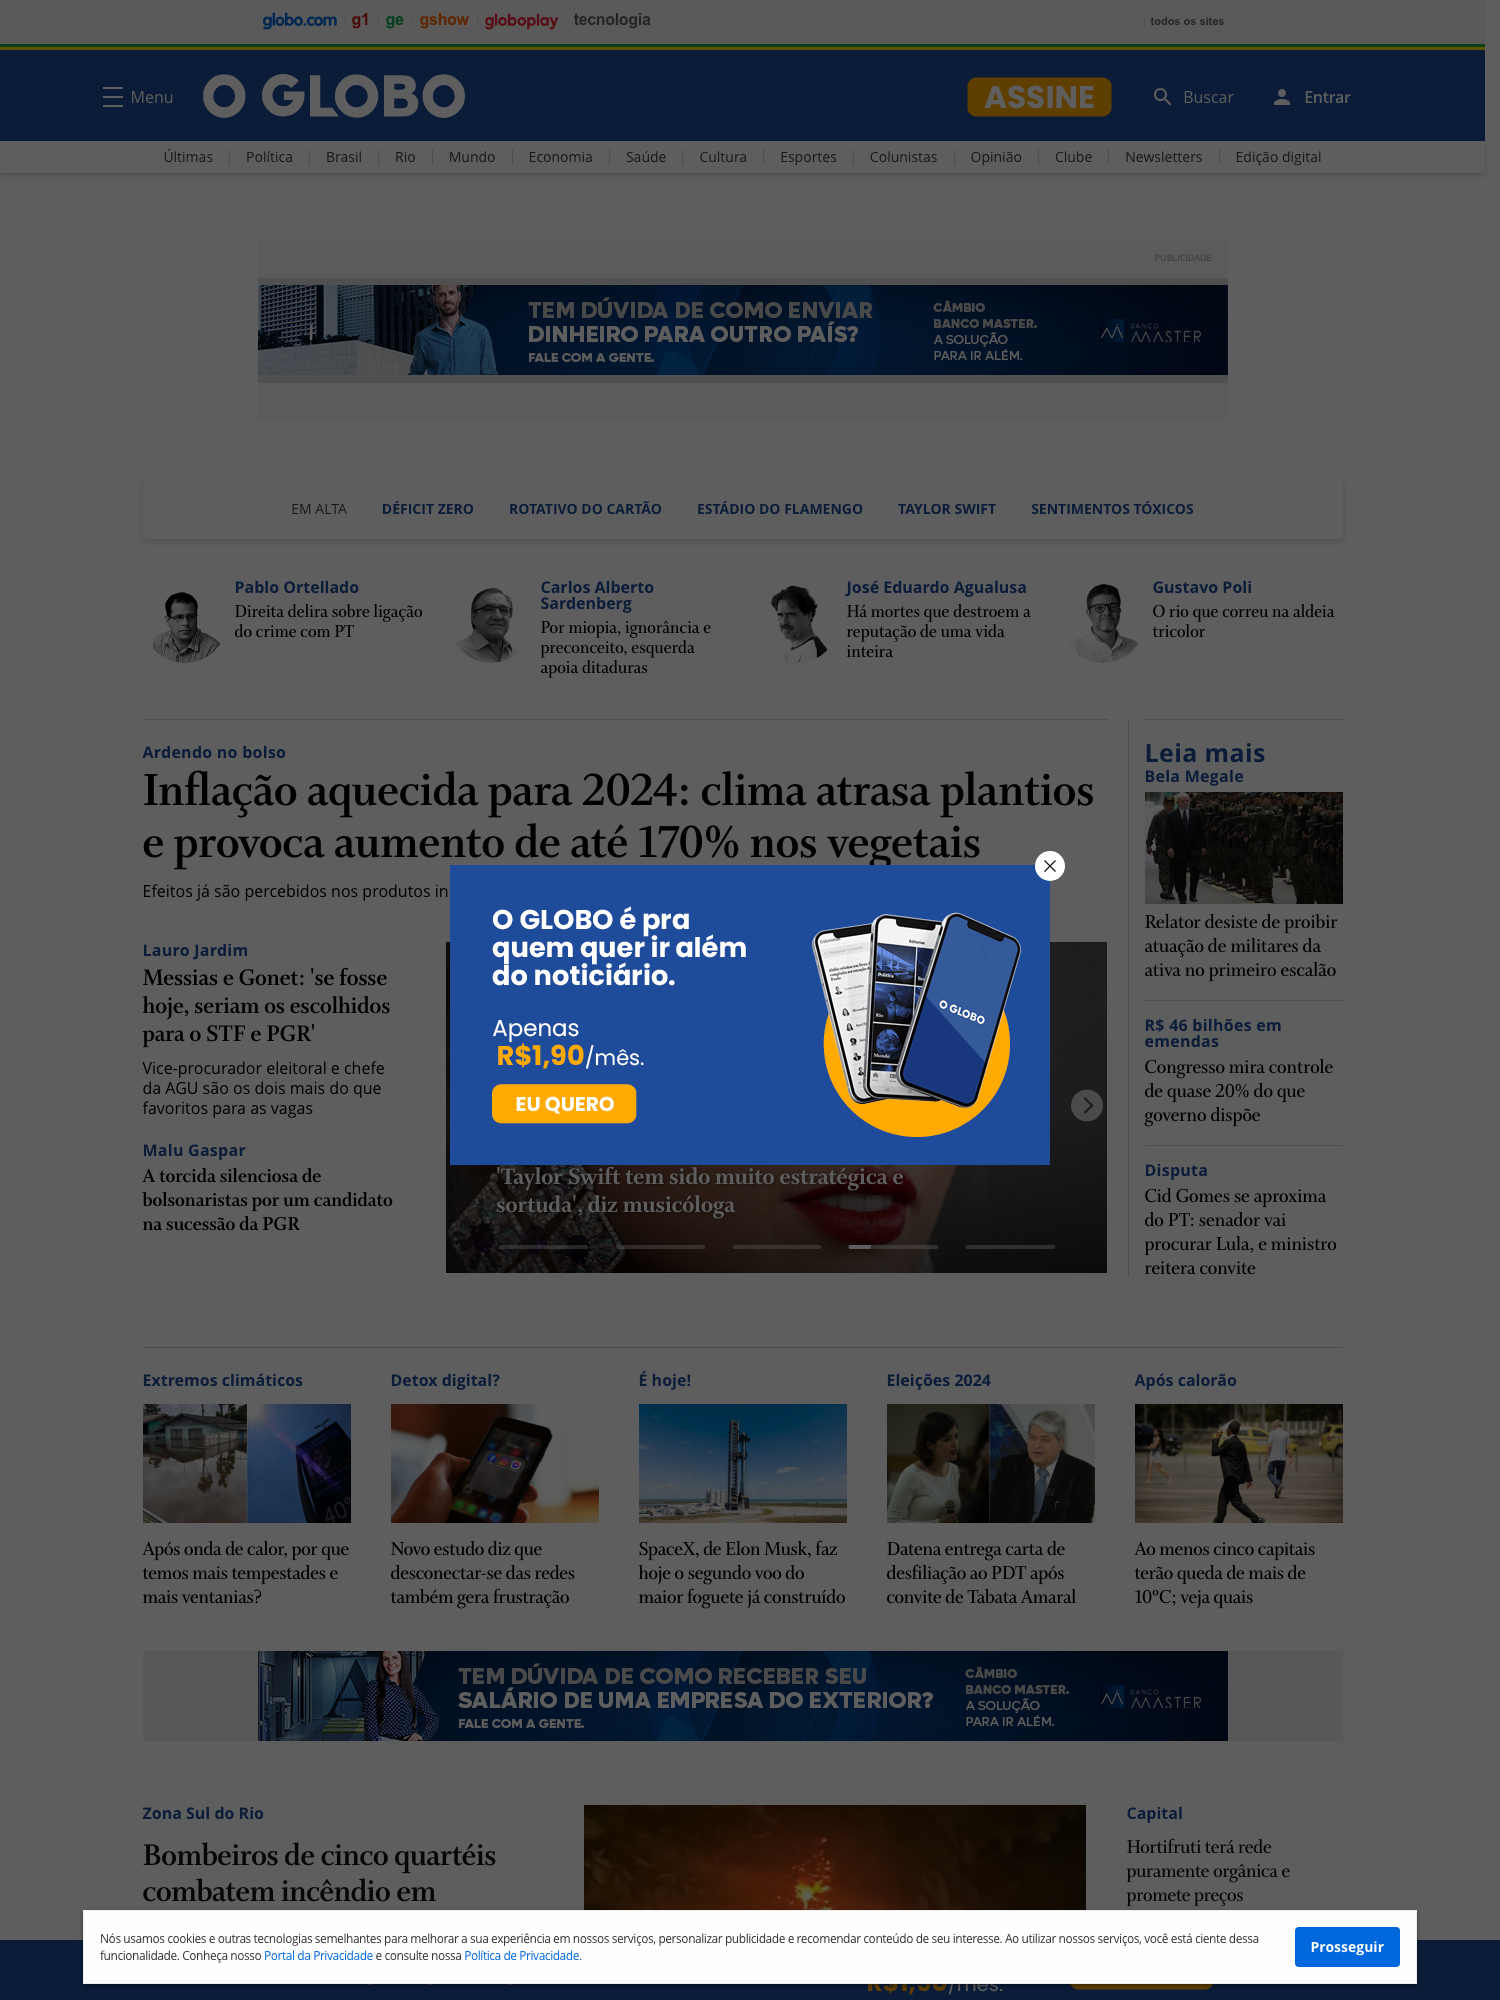 globo.com g1 ge gshow globoplay tecnologia todos os sites
Menu O GLOBO ASSINE Buscar Entrar
Últimas Política Brasil Rio Mundo Economia Saúde Cultura Esportes Colunistas Opinião Clube Newsletters Edição digital
PUBLICIDADE
TEM DÚVIDA DE COMO ENVIAR
DINHEIRO PARA OUTRO PAÍS?
FALE COM A GENTE.
CÂMBIO
BANCO MASTER.
A SOLUÇÃO
PARA IR ALÉM.
BANCO
MASTER
EM ALTA DÉFICIT ZERO ROTATIVO DO CARTÃO ESTÁDIO DO FLAMENGO TAYLOR SWIFT SENTIMENTOS TÓXICOS
Pablo Ortellado
Direita delira sobre ligação
do crime com PT
Carlos Alberto
Sardenberg
Por miopia, ignorância e
preconceito, esquerda
apoia ditaduras
José Eduardo Agualusa
Há mortes que destroem a
reputação de uma vida
inteira
Gustavo Poli
O rio que correu na aldeia
tricolor
Ardendo no bolso
Inflação aquecida para 2024: clima atrasa plantios
e provoca aumento de até 170% nos vegetais
Efeitos já são percebidos nos produtos in
Lauro Jardim
Messias e Gonet: 'se fosse
hoje, seriam os escolhidos
para o STF e PGR'
Vice-procurador eleitoral e chefe
da AGU são os dois mais do que
favoritos para as vagas
Malu Gaspar
A torcida silenciosa de
bolsonaristas por um candidato
na sucessão da PGR
O GLOBO é pra
quem quer ir além
do noticiário.
Apenas
R$1,90/mês.
EU QUERO
Editorias
Política
Rio
Mundo
O GLOBO
'Taylor Swift tem sido muito estratégica e
sortuda', diz musicóloga
Leia mais
Bela Megale
Relator desiste de proibir
atuação de militares da
ativa no primeiro escalão
R$ 46 bilhões em
emendas
Congresso mira controle
de quase 20% do que
governo dispõe
Disputa
Cid Gomes se aproxima
do PT: senador vai
procurar Lula, e ministro
reitera convite
Extremos climáticos
40°
Após onda de calor, por que
temos mais tempestades e
mais ventanias?
Detox digital?
Novo estudo diz que
desconectar-se das redes
também gera frustração
É hoje!
SpaceX, de Elon Musk, faz
hoje o segundo voo do
maior foguete já construído
Eleições 2024
Datena entrega carta de
desfiliação ao PDT após
convite de Tabata Amaral
Após calorão
Ao menos cinco capitais
terão queda de mais de
10ºC; veja quais
TEM DÚVIDA DE COMO RECEBER SEU
SALÁRIO DE UMA EMPRESA DO EXTERIOR?
FALE COM A GENTE.
CÂMBIO
BANCO MASTER.
A SOLUÇÃO
PARA IR ALÉM.
BANCO
MASTER
Zona Sul do Rio
Bombeiros de cinco quartéis
combatem incêndio em
Capital
Hortifruti terá rede
puramente orgânica e
promete preços
Nós usamos cookies e outras tecnologias semelhantes para melhorar a sua experiência em nossos serviços, personalizar publicidade e recomendar conteúdo de seu interesse. Ao utilizar nossos serviços, você está ciente dessa
funcionalidade. Conheça nosso Portal da Privacidade e consulte nossa Política de Privacidade.
Prosseguir
R$1,90/mês.